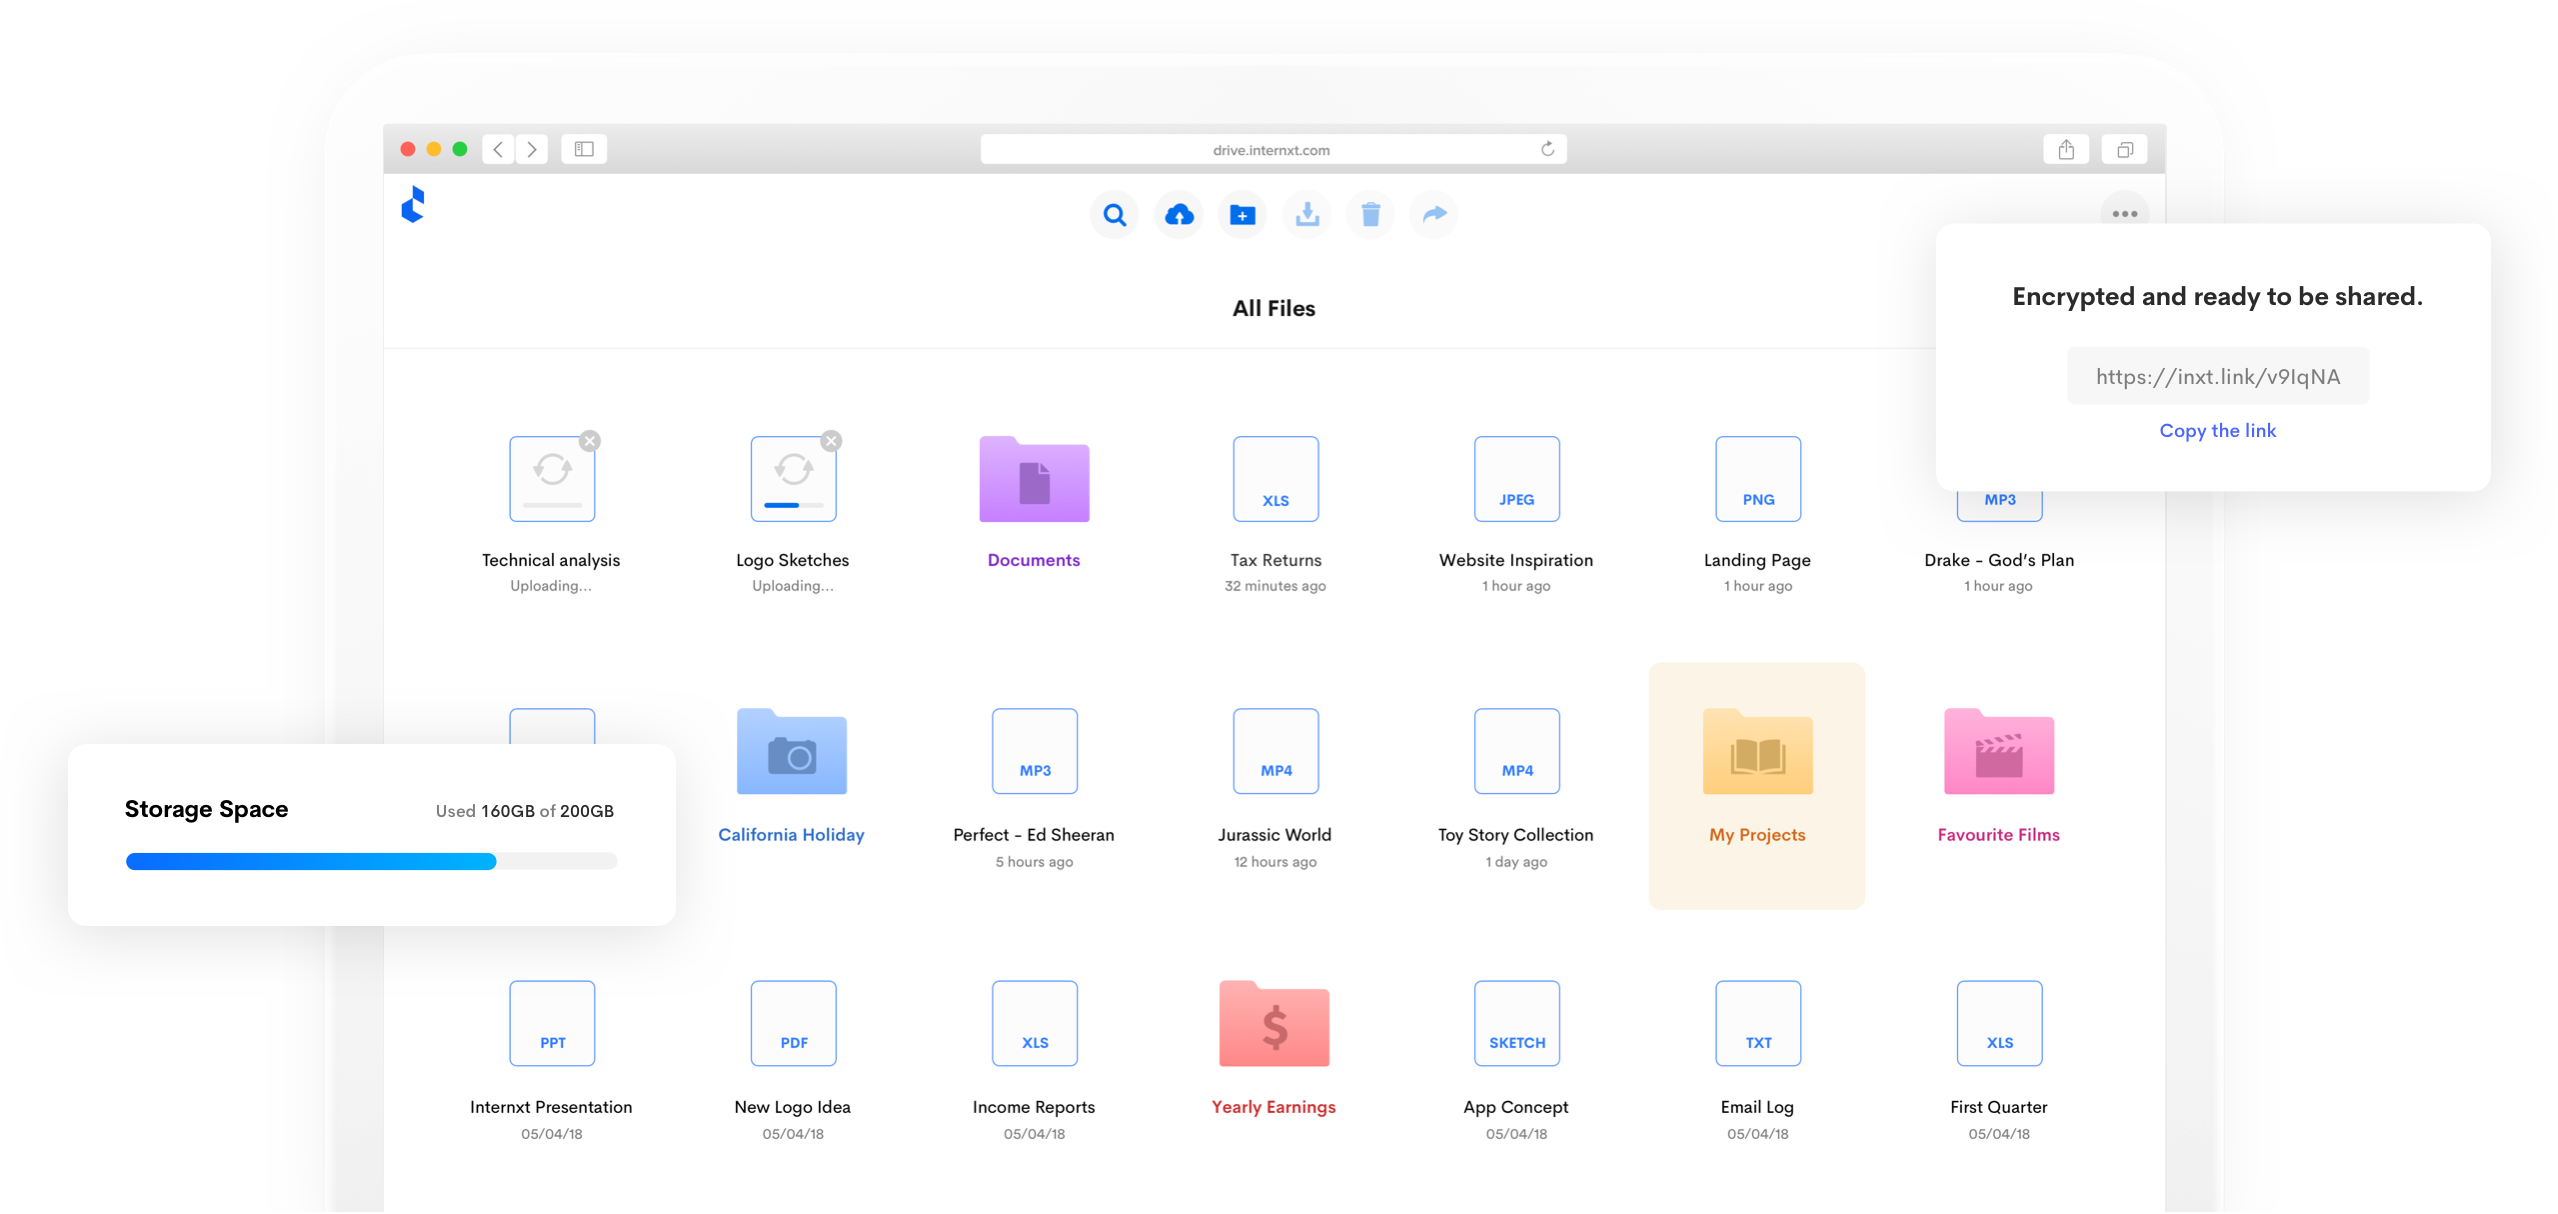 drive.internxt.com
All Files
Encrypted and ready to be shared.
https://inxt.link/v9IqNA
Copy the link
XLS
JPEG
PNG
MP3
Technical analysis
Uploading...
Logo Sketches
Uploading...
Documents
Tax Returns
32 minutes ago
Website Inspiration
1 hour ago
Landing Page
1 hour ago
Drake - God's Plan
1 hour ago
Storage Space
Used 160GB of 200GB
MP3
MP4
MP4
California Holiday
Perfect - Ed Sheeran
5 hours ago
Jurassic World
12 hours ago
Toy Story Collection
1 day ago
My Projects
Favourite Films
PPT
PDF
XLS
$
SKETCH
TXT
XLS
Internxt Presentation
05/04/18
New Logo Idea
05/04/18
Income Reports
05/04/18
Yearly Earnings
App Concept
05/04/18
Email Log
05/04/18
First Quarter
05/04/18